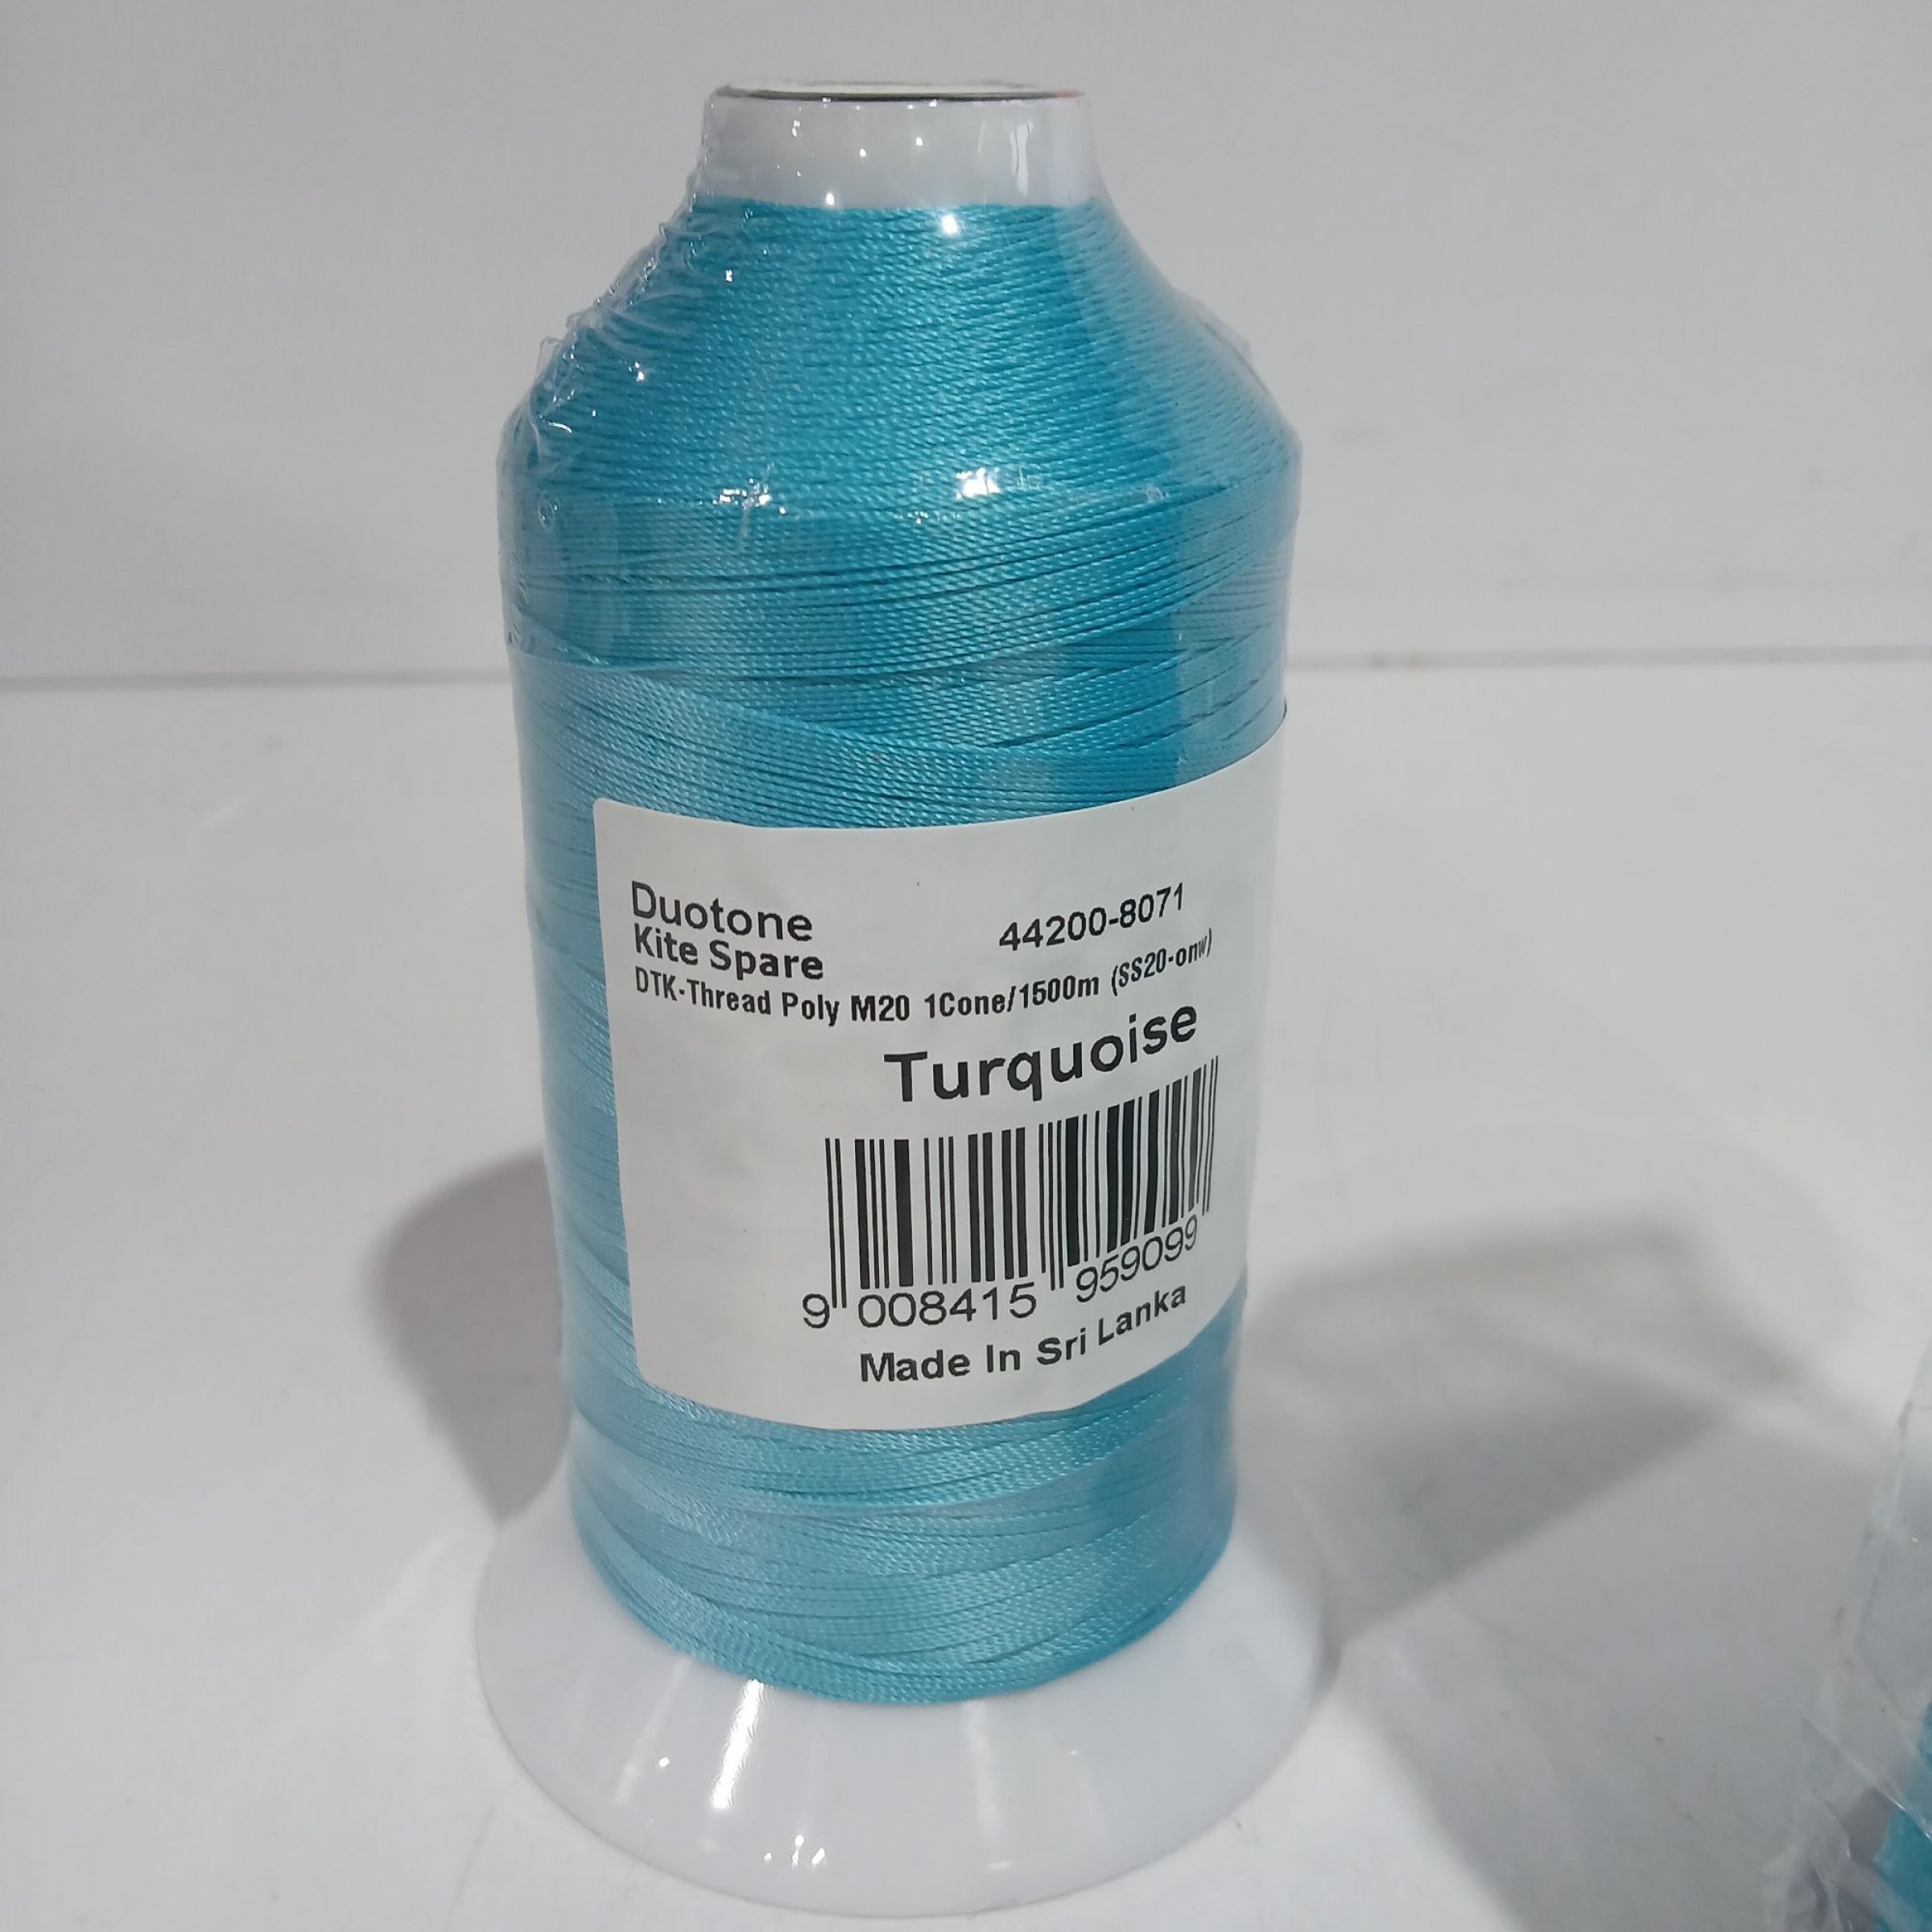 Duotone
44200-8071
Kite Spare
DTK-Thread Poly M20 1Cone/1500m (SS20-onw)
Turquoise
9 008415 959099
Made In Sri Lanka